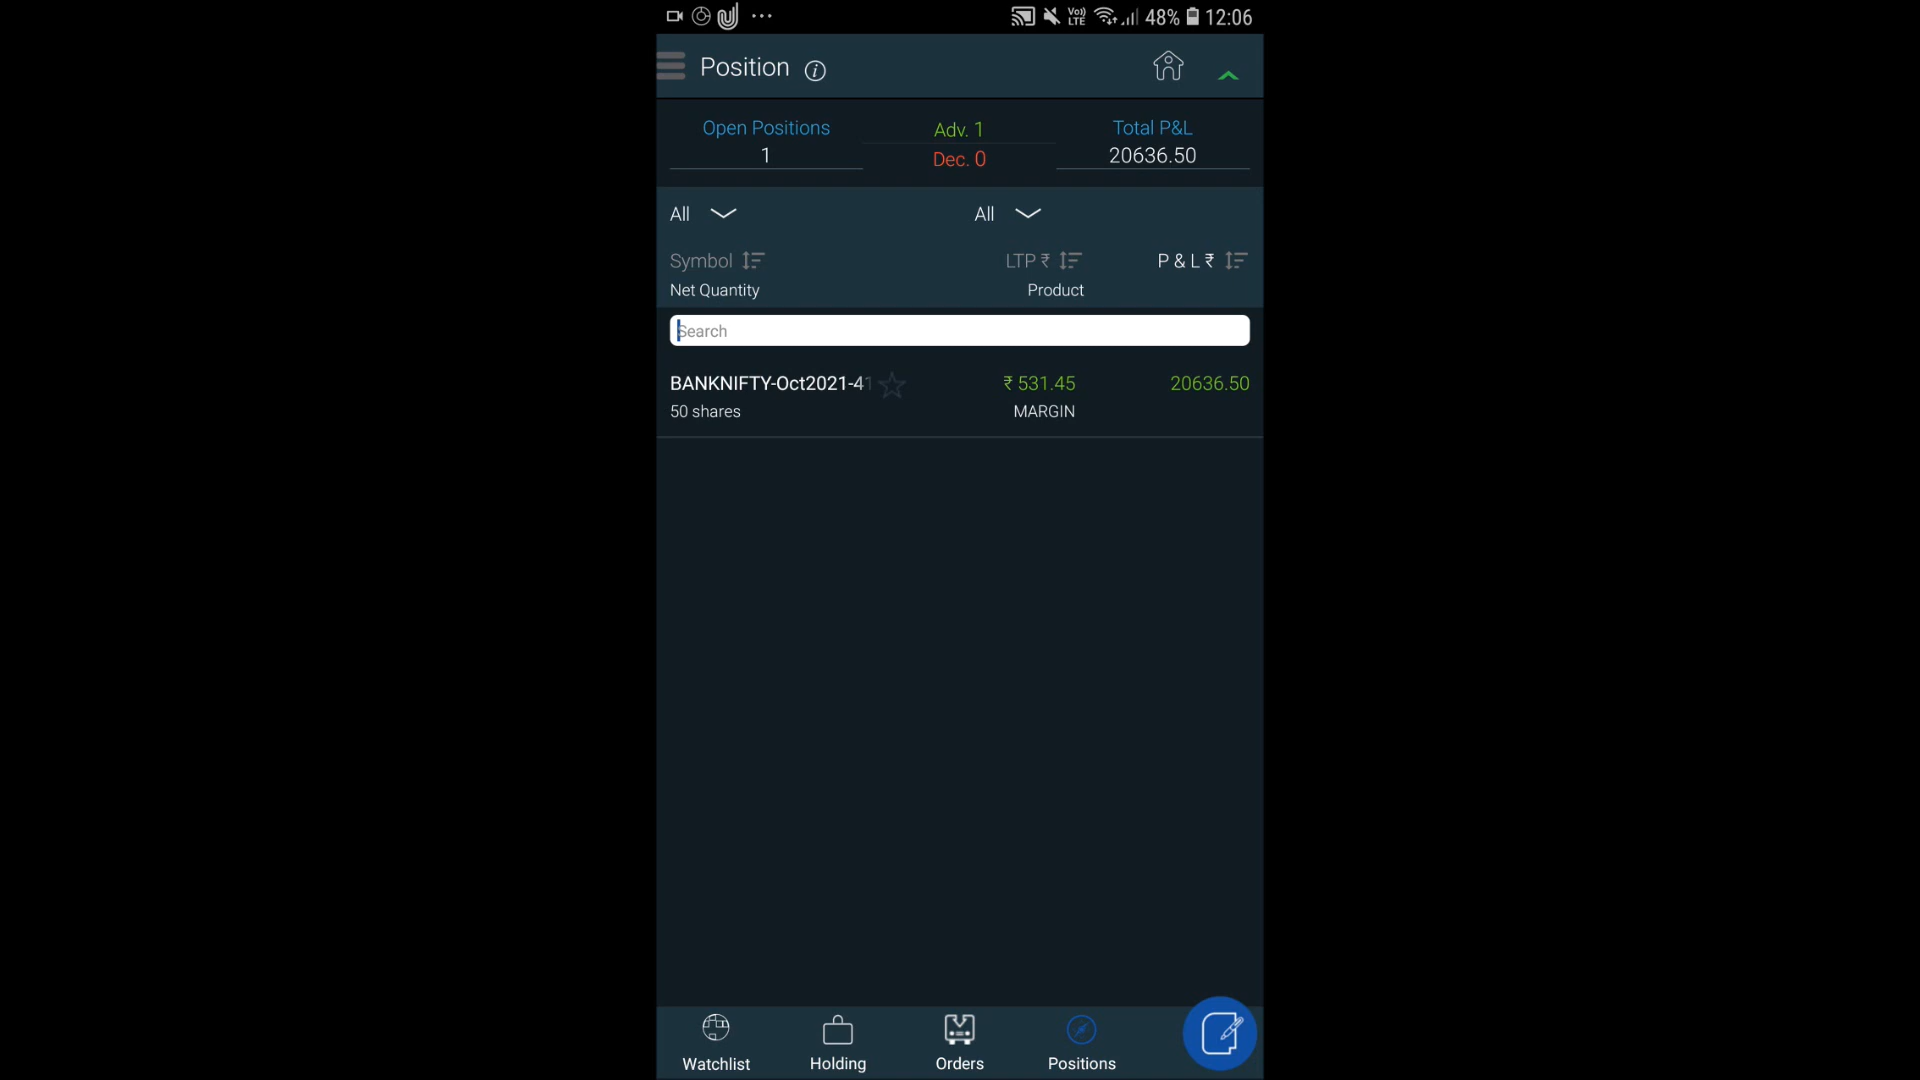 48% 12:06
Position
Open Positions Adv. 1 Total P&L
1 Dec. 0 20636.50
All All
Symbol LTP ₹ P & L ₹
Net Quantity Product
Search
BANKNIFTY-Oct2021-41 ₹ 531.45 20636.50
50 shares MARGIN
Watchlist Holding Orders Positions